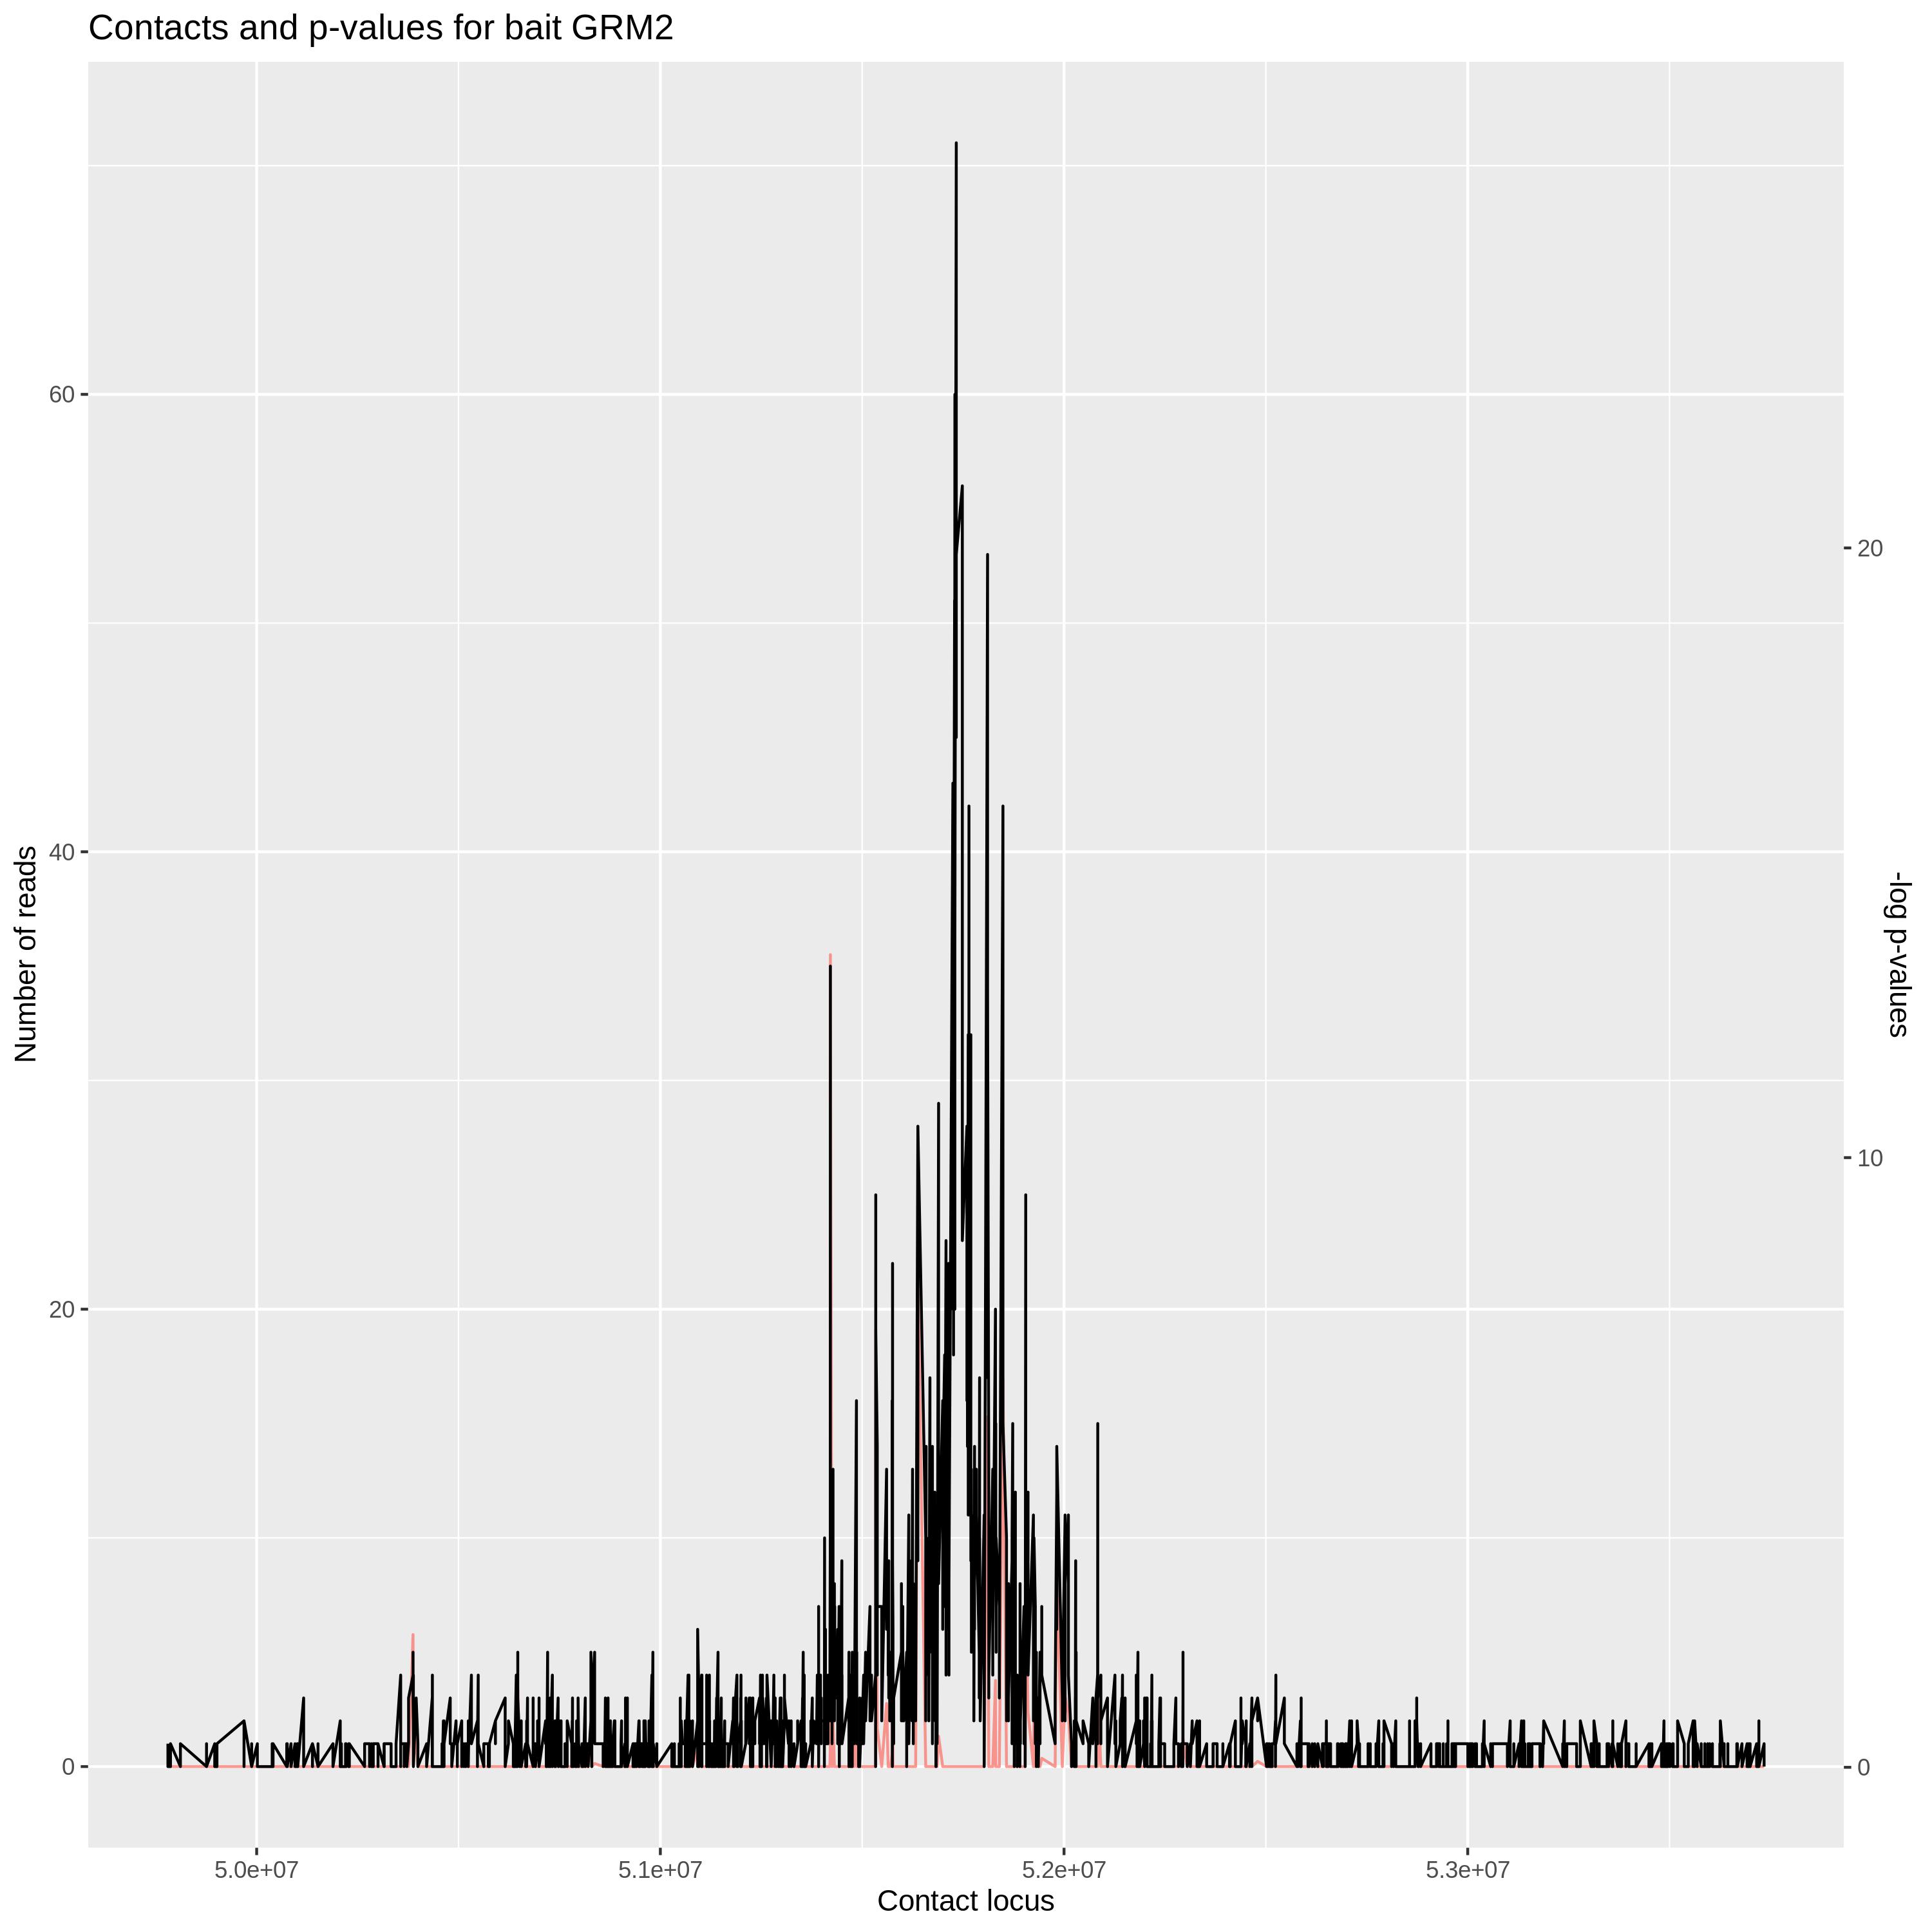 Contacts and p-values for bait GRM2
60
40
20
0
Number of reads
20
10
0
-log p-values
5.0e+07
5.1e+07
5.2e+07
5.3e+07
Contact locus